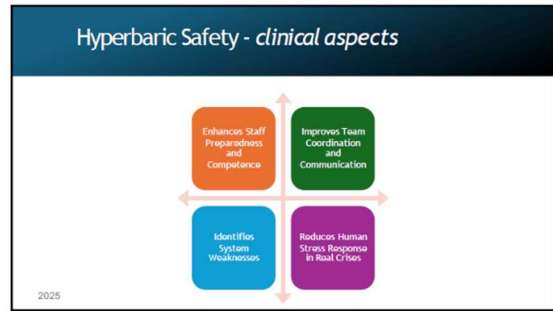 Hyperbaric Safety - clinical aspects
Enhances Staff
Preparedness
and
Competence
Improves Team
Coordination
and
Communication
Identifies
System
Weaknesses
Reduces Human
Stress Response
in Real Crises
2025